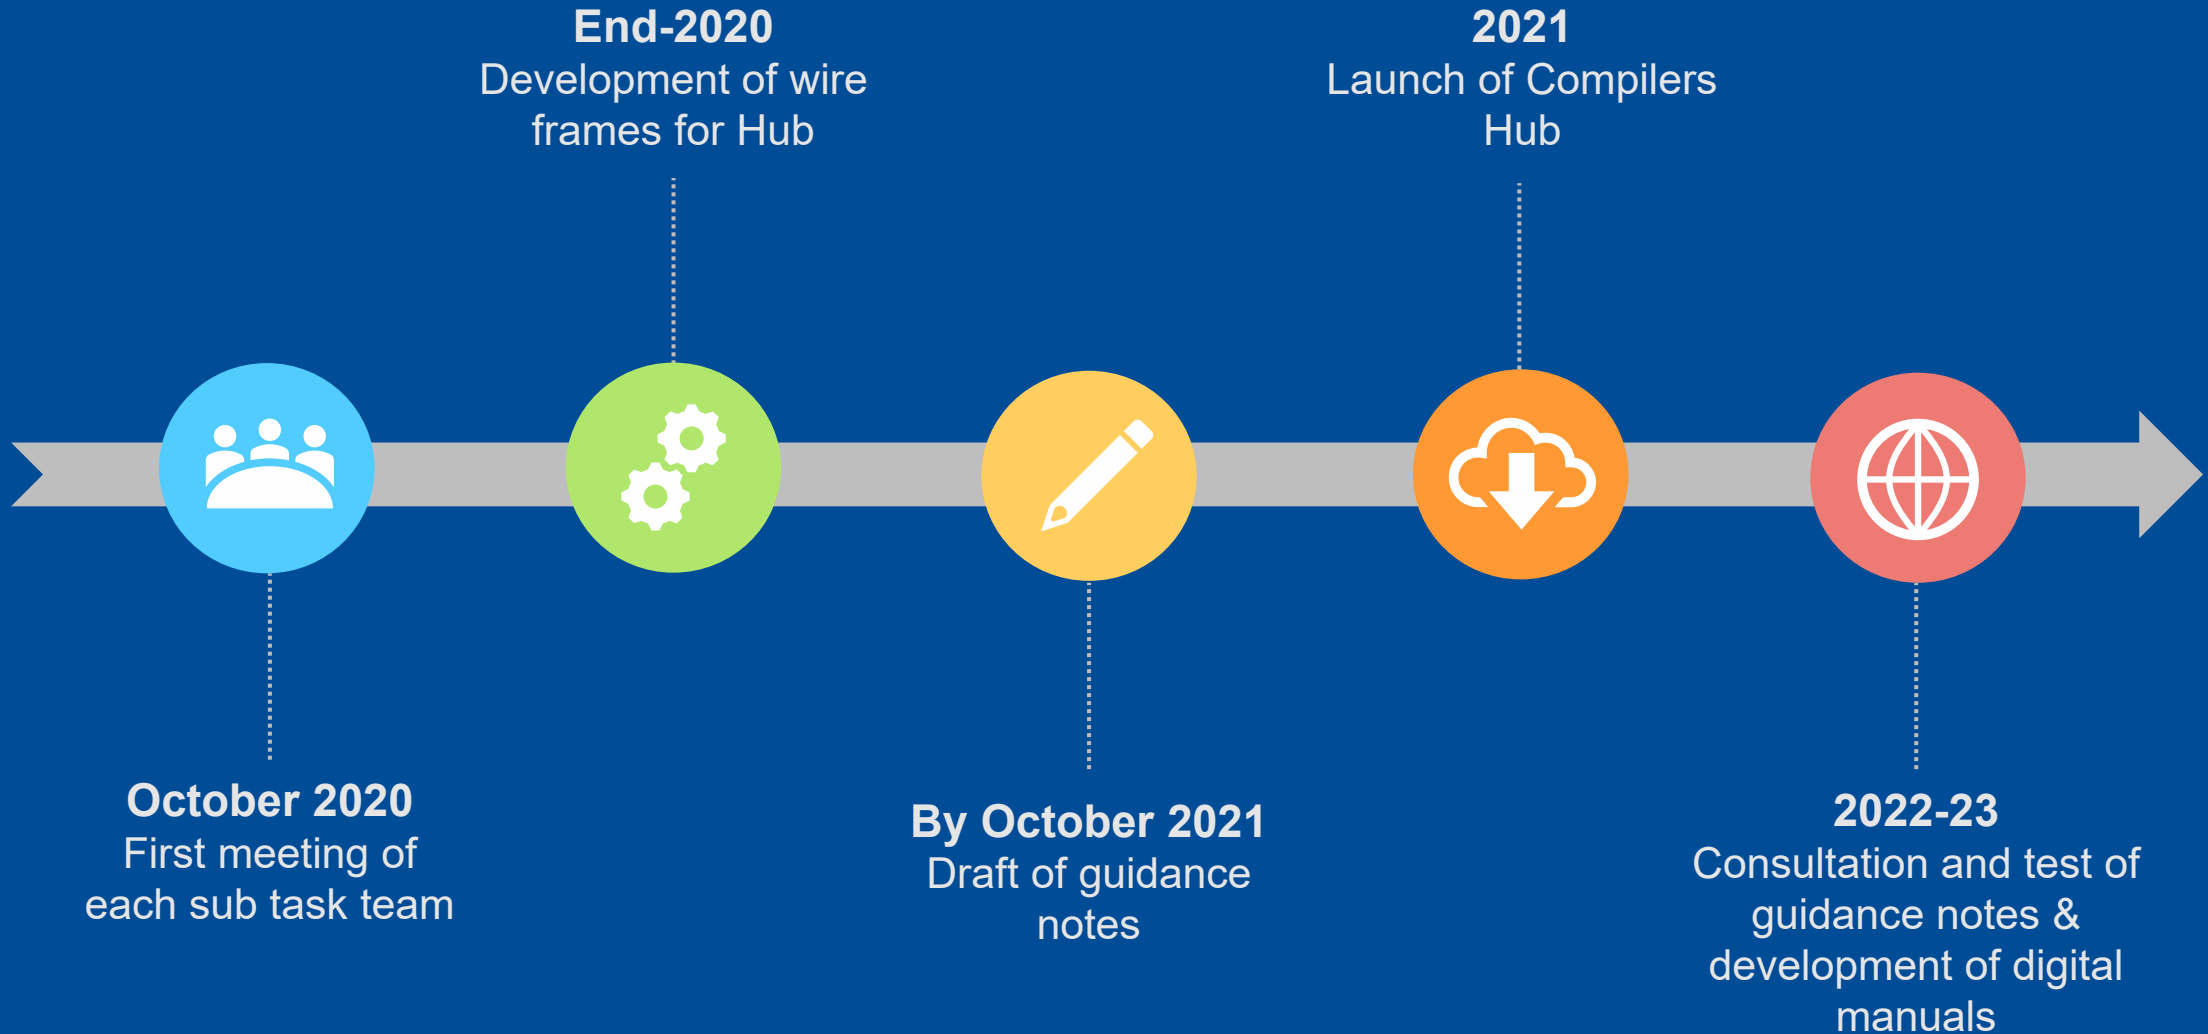 End-2020
Development of wire
frames for Hub
2021
Launch of Compilers
Hub
October 2020
First meeting of
each sub task team
By October 2021
Draft of guidance
notes
2022-23
Consultation and test of
guidance notes &
development of digital
manuals